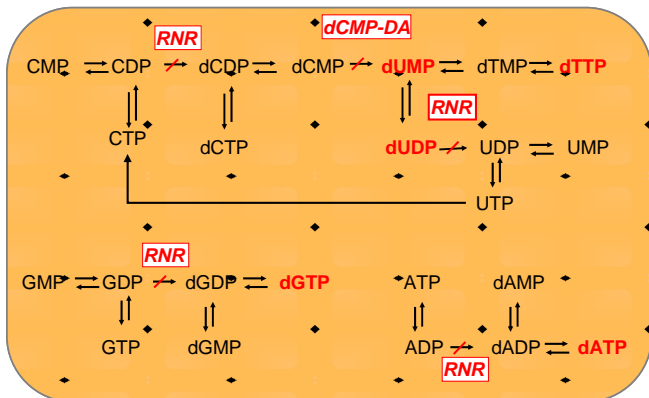 RNR dCMP-DA
CMP CDP dCDP dCMP dUMP dTMP dTTP
RNR
CTP dCTP dUDP UDP UMP
UTP
RNR
GMP GDP dGDP dGTP ATP dAMP
GTP dGMP ADP dADP dATP
RNR